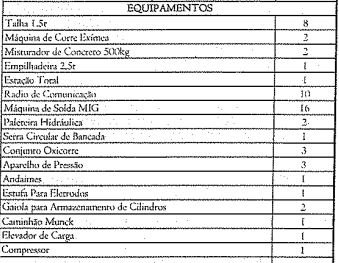 EQUIPAMENTOS
Talha 1,5t 8
Máquina de Corte Exímea 2
Misturador de Concreto 500kg 2
Empilhadeira 2,5t 1
Estação Total 1
Radio de Comunicação 10
Máquina de Solda MIG 16
Paleteira Hidráulica 2
Serra Circular de Bancada 1
Conjunto Oxicorte 3
Aparelho de Pressão 3
Andaimes 1
Estufa Para Eletrodos 1
Gaiola para Armazenamento de Cilindros 2
Caminhão Munck 1
Elevador de Carga 1
Compressor 1